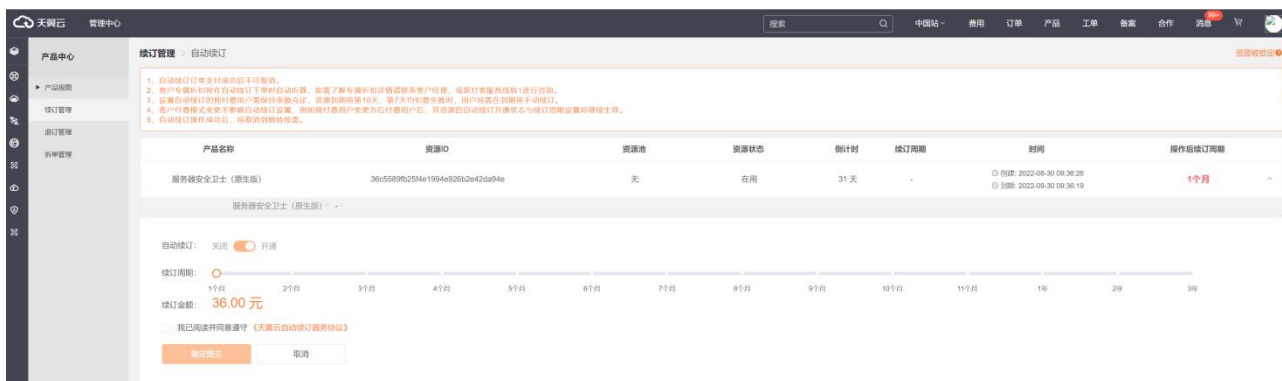 天翼云 管理中心 搜索 中国站 费用 订单 产品 工单 备案 合作 消息 99+
产品中心
产品视图
续订管理
退订管理
拆单管理
续订管理 > 自动续订
资源被锁定
1、自动续订订单支付成功后不可取消。
2、客户专属折扣将在自动续订下单时自动折算，如需了解专属折扣详情请联系客户经理，或拨打客服热线转1进行咨询。
3、设置自动续订的预付费用户需保持余额充足，资源到期前第10天、第7天均扣费失败时，用户将需在到期前手动续订。
4、客户付费模式变更不影响自动续订设置，例如预付费用户变更为后付费用户后，其资源的自动续订开通状态与续订周期设置将继续生效。
5、自动续订操作成功后，将取消到期转按需。
产品名称 资源ID 资源池 资源状态 倒计时 续订周期 时间 操作后续订周期
服务器安全卫士（原生版） 36c5589fb25f4e1994e926b2e42da94e 无 在用 31 天 - 创建: 2022-08-30 09:36:28 1个月
到期: 2022-09-30 09:36:19
服务器安全卫士（原生版）: -
自动续订: 关闭 开通
续订周期:
1个月 2个月 3个月 4个月 5个月 6个月 7个月 8个月 9个月 10个月 11个月 1年 2年 3年
续订金额: 36.00 元
我已阅读并同意遵守 《天翼云自动续订服务协议》
确定提交 取消